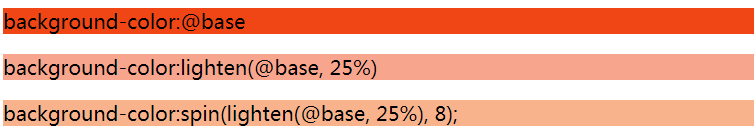 background-color:@base
background-color:lighten(@base, 25%)
background-color:spin(lighten(@base, 25%), 8);